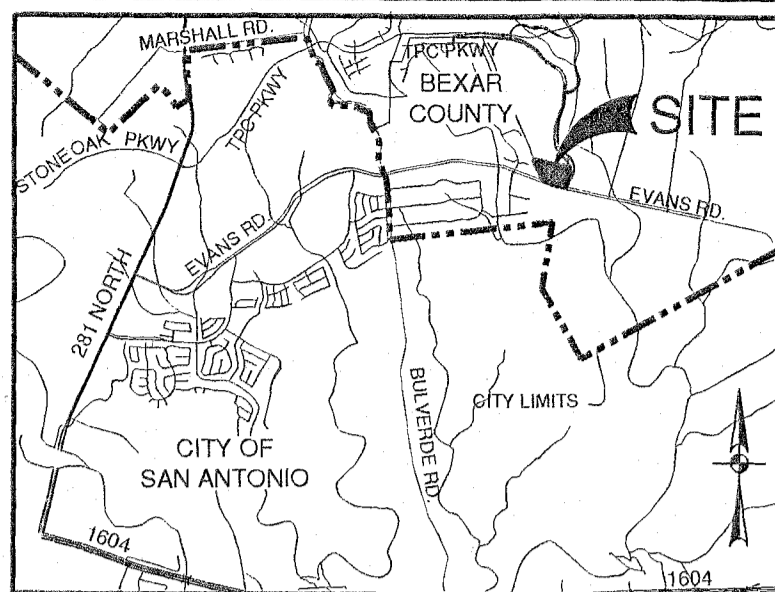 MARSHALL RD.
TPC PKWY
BEXAR
COUNTY
SITE
TPC PKWY
STONE OAK PKWY
EVANS RD.
EVANS RD.
281 NORTH
BULVERDE RD.
CITY LIMITS
CITY OF
SAN ANTONIO
1604
1604